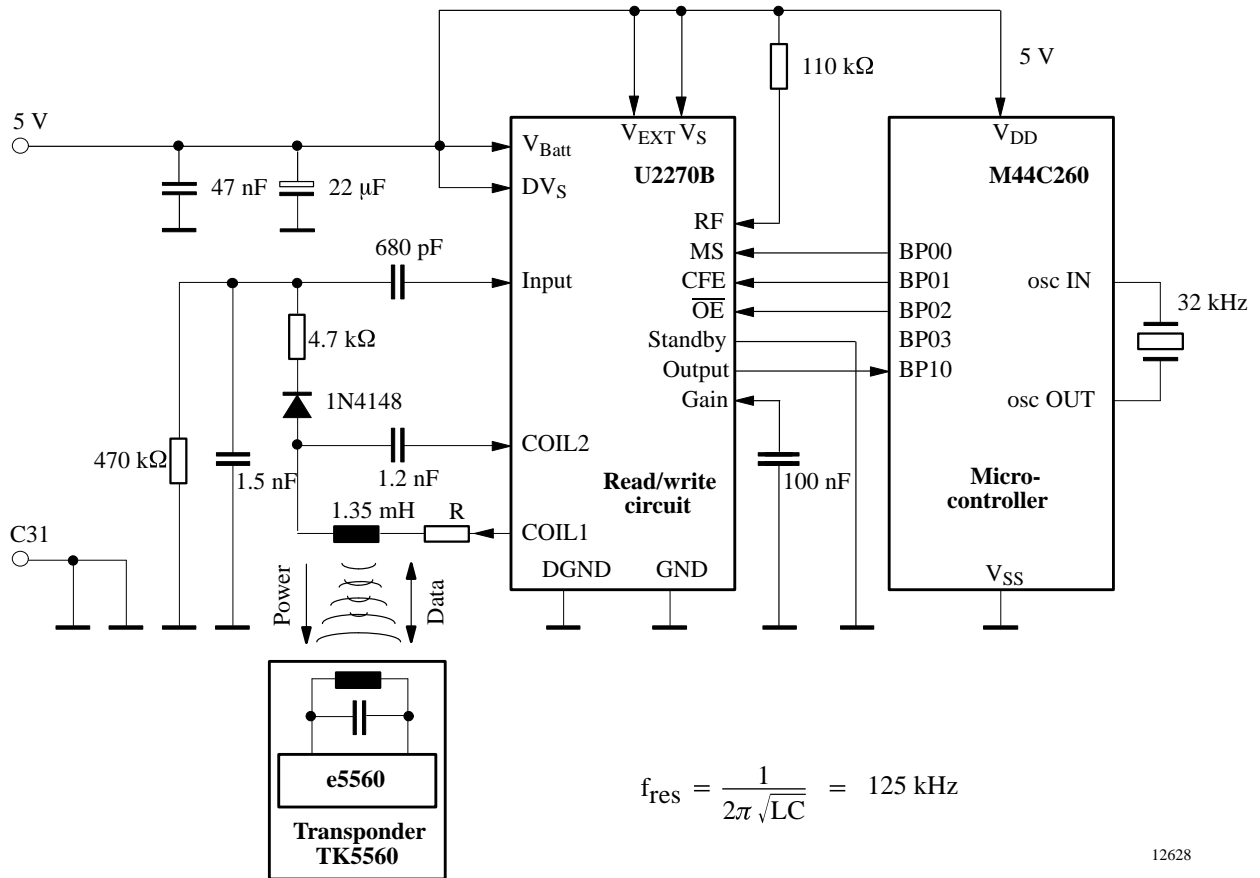 5 V
110 kΩ
5 V
47 nF
22 μF
V_Batt
DV_S
V_EXT V_S
U2270B
V_DD
M44C260
680 pF
Input
RF
MS
CFE
O̅E̅
Standby
Output
Gain
BP00
BP01
BP02
BP03
BP10
osc IN
32 kHz
osc OUT
4.7 kΩ
1N4148
470 kΩ
1.5 nF
1.2 nF
COIL2
100 nF
Read/write
circuit
Micro-
controller
1.35 mH
R
COIL1
C31
DGND
GND
V_SS
Power
Data
e5560
Transponder
TK5560
f_res = 1/(2π √(LC)) = 125 kHz
12628